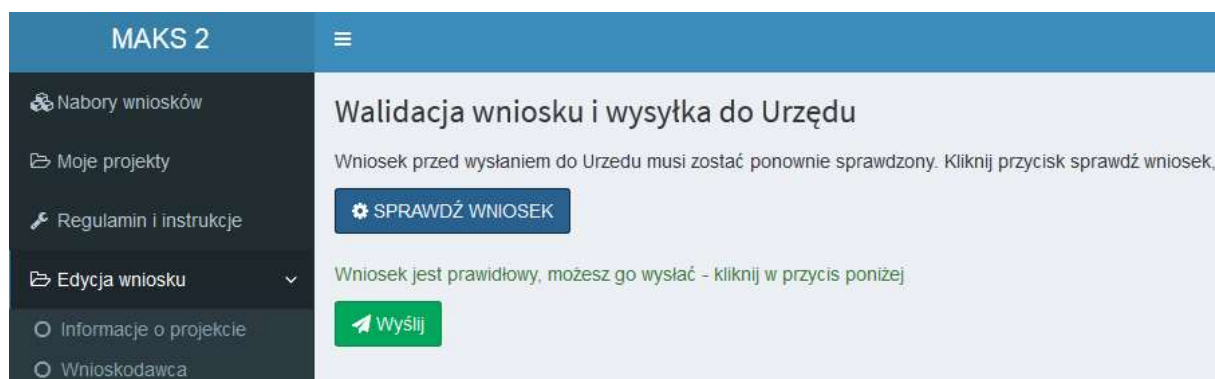 MAKS 2
Nabory wniosków
Moje projekty
Regulamin i instrukcje
Edycja wniosku
Informacje o projekcie
Wnioskodawca
Walidacja wniosku i wysyłka do Urzędu
Wniosek przed wysłaniem do Urzedu musi zostać ponownie sprawdzony. Kliknij przycisk sprawdź wniosek,
SPRAWDŹ WNIOSEK
Wniosek jest prawidłowy, możesz go wysłać - kliknij w przycis poniżej
Wyślij